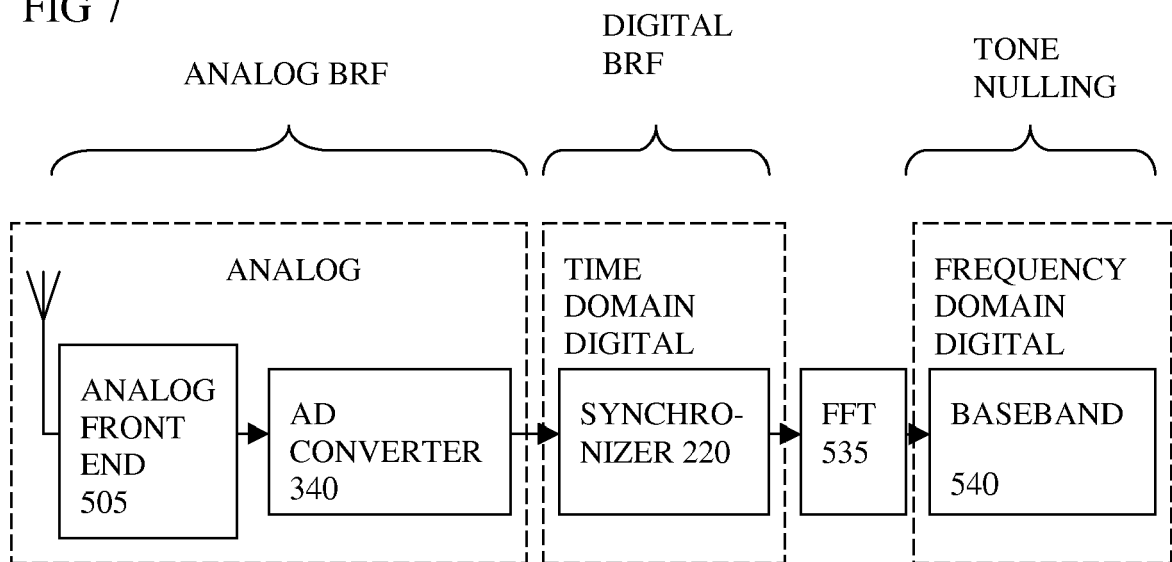 FIG 7
ANALOG BRF
DIGITAL
BRF
TONE
NULLING
ANALOG
TIME
DOMAIN
DIGITAL
FREQUENCY
DOMAIN
DIGITAL
ANALOG
FRONT
END
505
AD
CONVERTER
340
SYNCHRO-
NIZER 220
FFT
535
BASEBAND
540